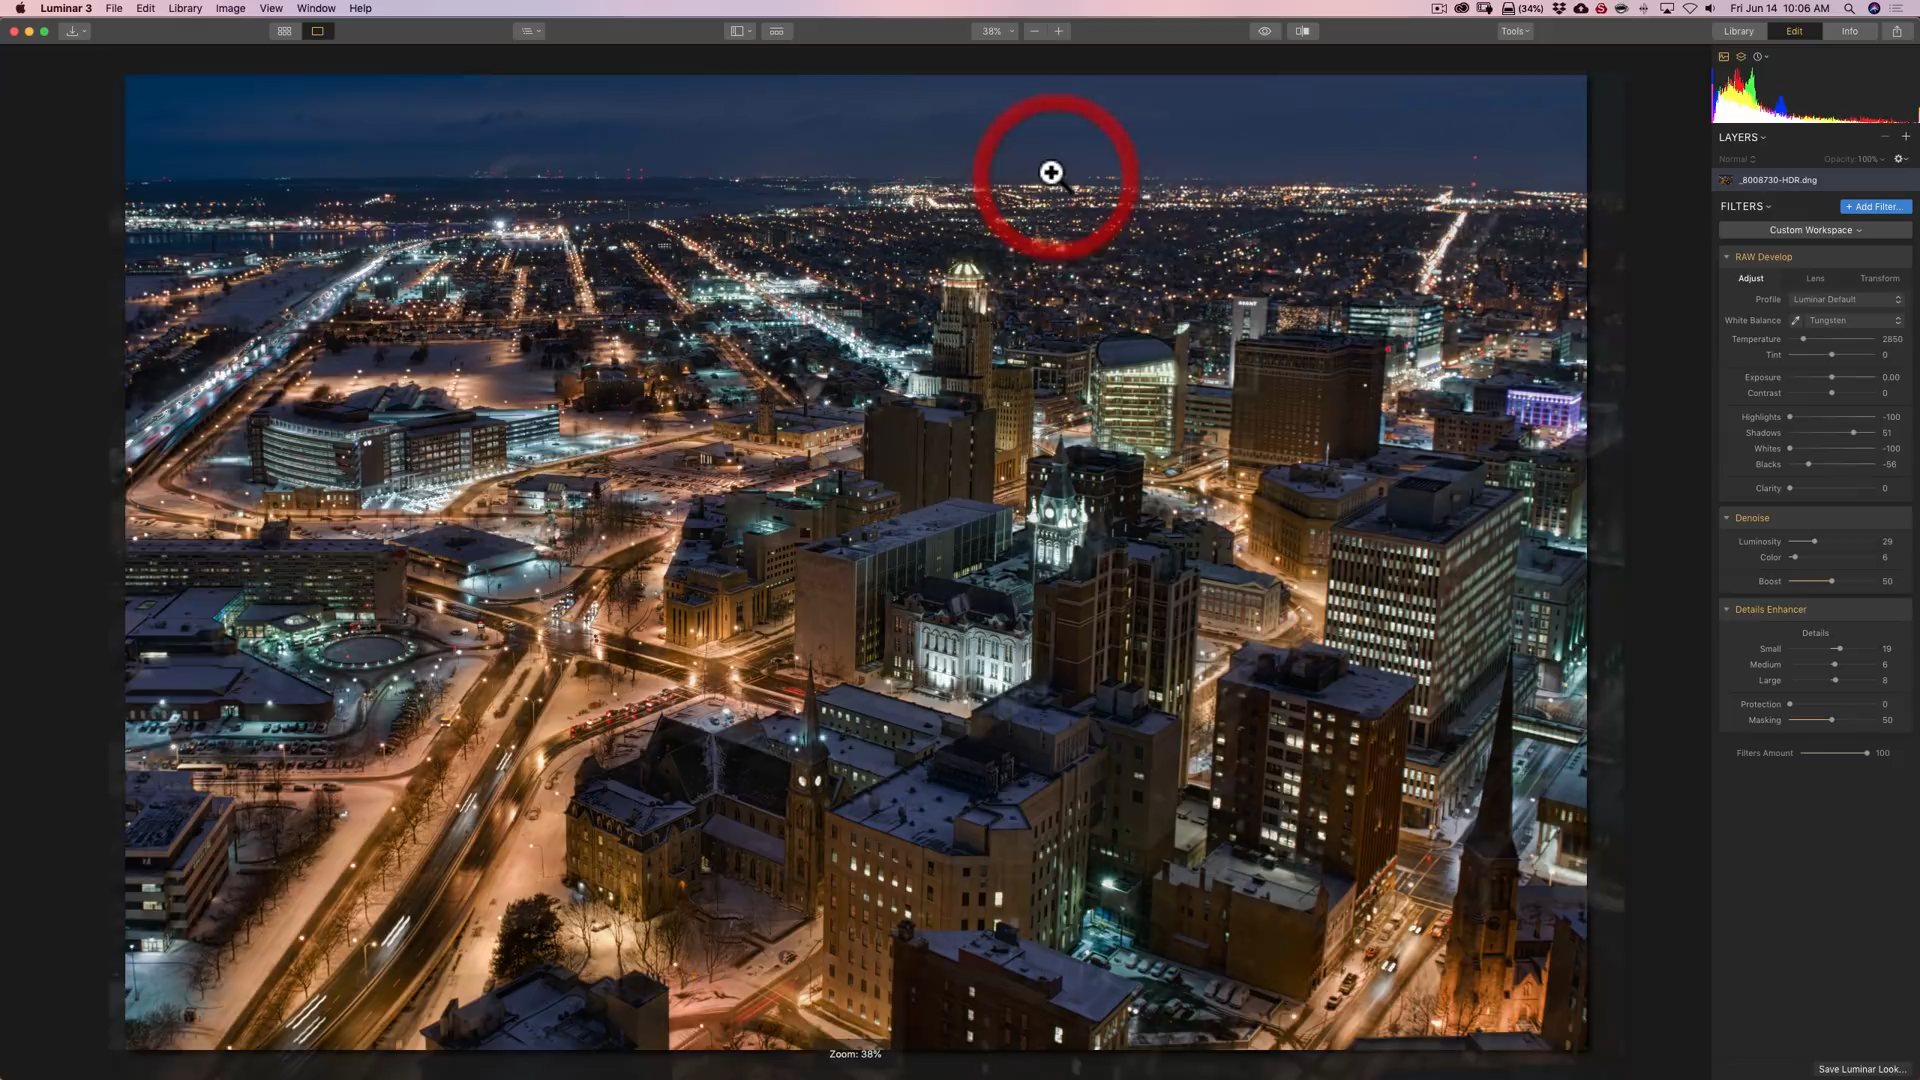 Luminar 3 File Edit Library Image View Window Help (34%) Fri Jun 14 10:06 AM
38% Tools Library Edit Info
LAYERS
Normal Opacity: 100%
_8008730-HDR.dng
FILTERS + Add Filter...
Custom Workspace
RAW Develop
Adjust Lens Transform
Profile Luminar Default
White Balance Tungsten
Temperature 2850
Tint 0
Exposure 0.00
Contrast 0
Highlights -100
Shadows 51
Whites -100
Blacks -56
Clarity 0
Denoise
Luminosity 29
Color 6
Boost 50
Details Enhancer
Details
Small 19
Medium 6
Large 8
Protection 0
Masking 50
Filters Amount 100
Zoom: 38%
Save Luminar Look...